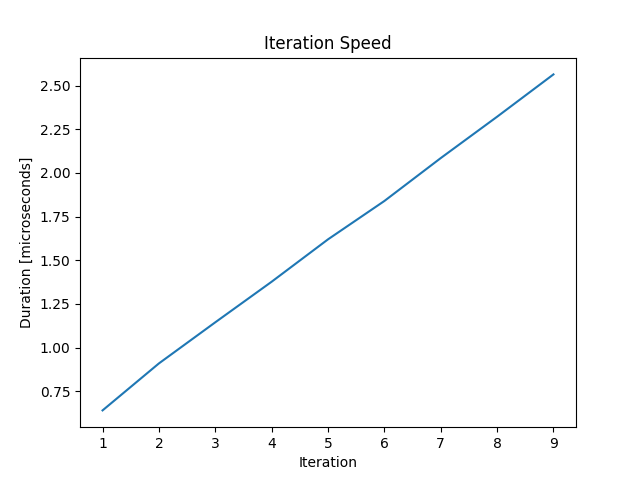 Iteration Speed
Duration [microseconds]
2.50
2.25
2.00
1.75
1.50
1.25
1.00
0.75
1 2 3 4 5 6 7 8 9
Iteration